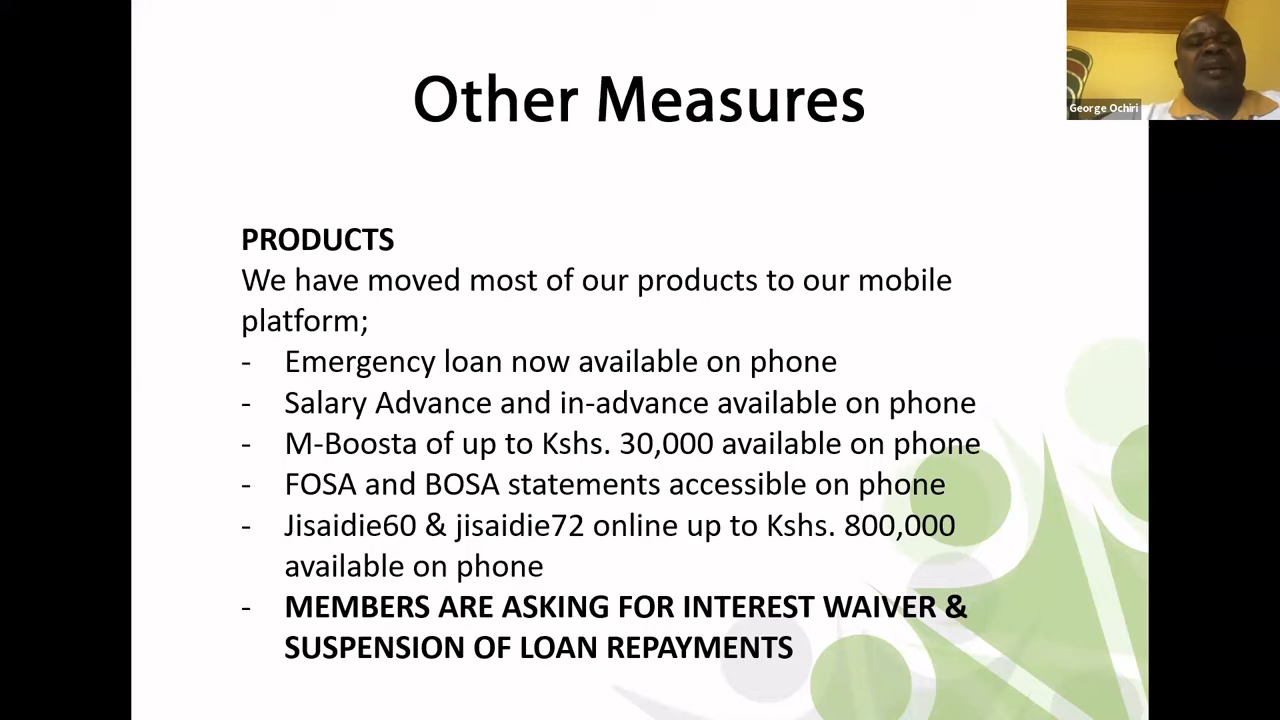 Other Measures
George Ochiri
PRODUCTS
We have moved most of our products to our mobile
platform;
- Emergency loan now available on phone
- Salary Advance and in-advance available on phone
- M-Boosta of up to Kshs. 30,000 available on phone
- FOSA and BOSA statements accessible on phone
- Jisaidie60 & jisaidie72 online up to Kshs. 800,000
available on phone
- MEMBERS ARE ASKING FOR INTEREST WAIVER &
SUSPENSION OF LOAN REPAYMENTS